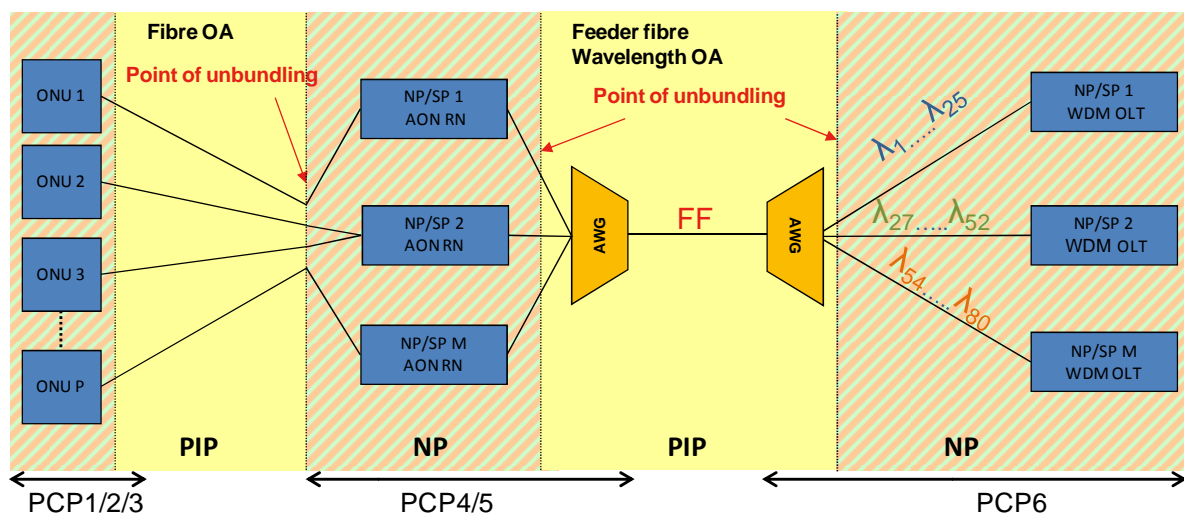 Fibre OA
Point of unbundling
Feeder fibre
Wavelength OA
Point of unbundling
ONU 1
ONU 2
ONU 3
ONU P
NP/SP 1
AON RN
NP/SP 2
AON RN
NP/SP M
AON RN
AWG
FF
AWG
λ1.....λ25
λ27.....λ52
λ54.....λ80
NP/SP 1
WDM OLT
NP/SP 2
WDM OLT
NP/SP M
WDM OLT
PIP
NP
PIP
NP
PCP1/2/3
PCP4/5
PCP6